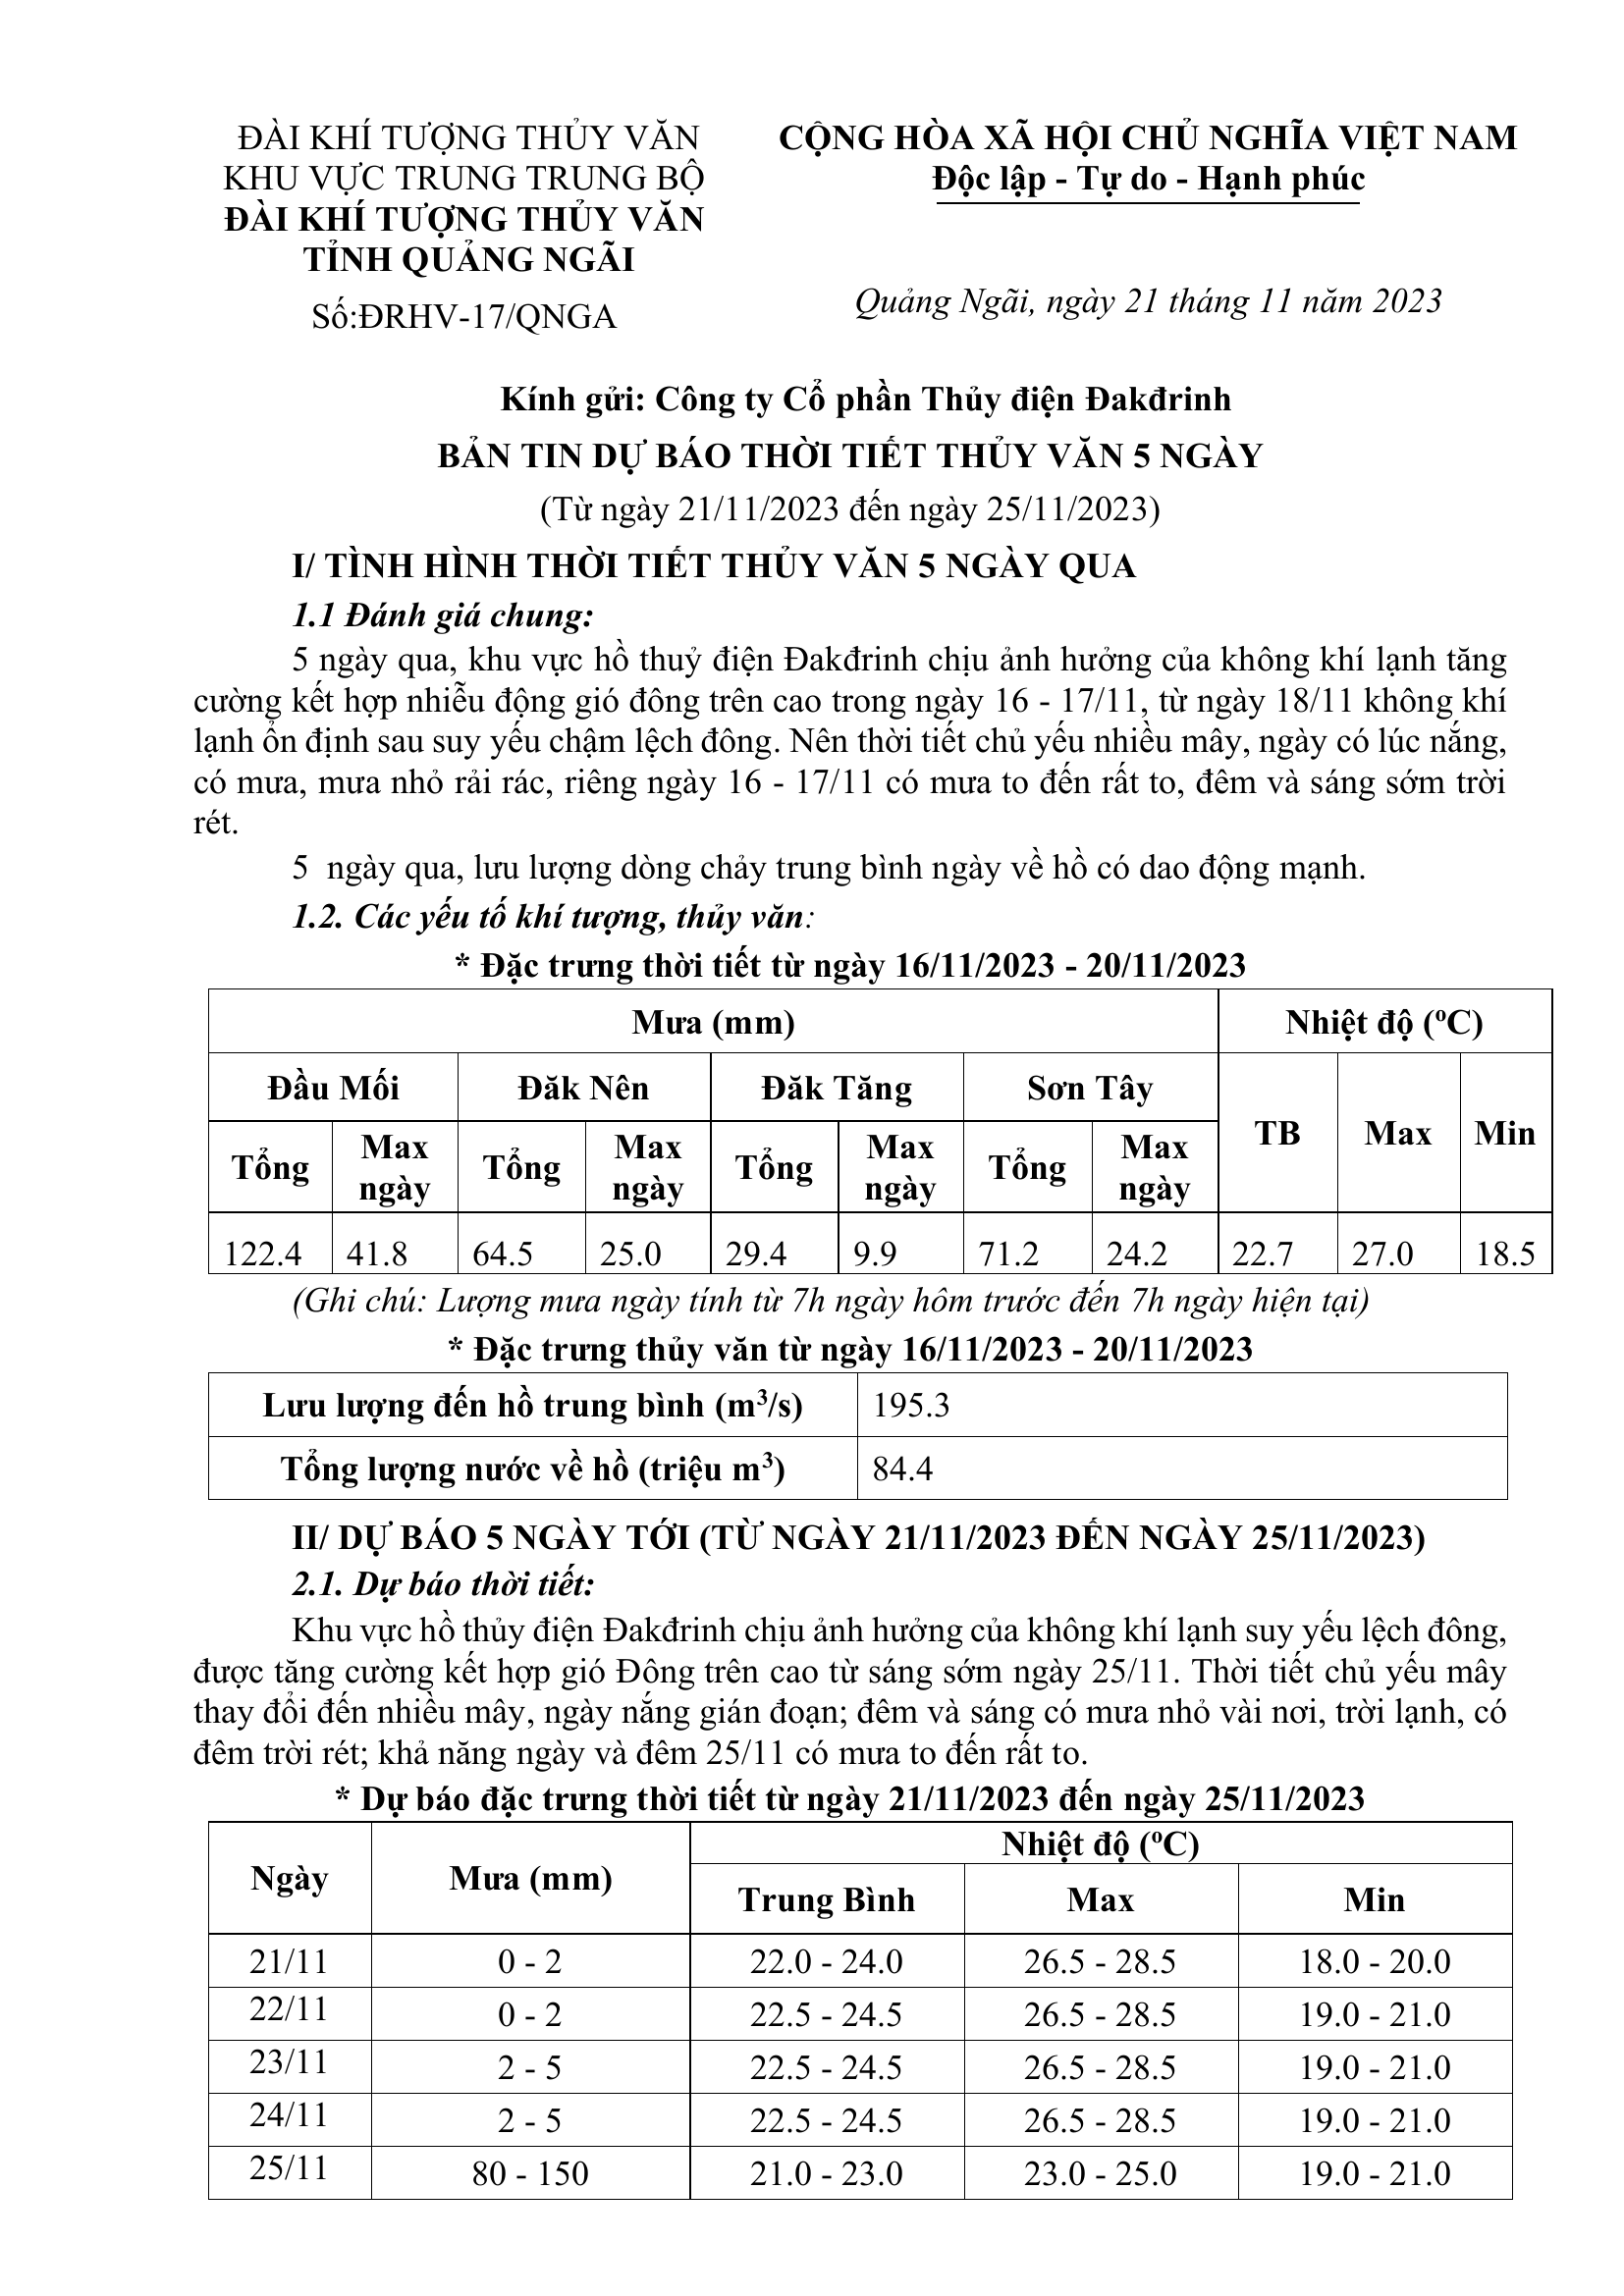 ĐÀI KHÍ TƯỢNG THỦY VĂN
KHU VỰC TRUNG TRUNG BỘ
ĐÀI KHÍ TƯỢNG THỦY VĂN
TỈNH QUẢNG NGÃI
Số:ĐRHV-17/QNGA
CỘNG HÒA XÃ HỘI CHỦ NGHĨA VIỆT NAM
Độc lập - Tự do - Hạnh phúc
Quảng Ngãi, ngày 21 tháng 11 năm 2023
Kính gửi: Công ty Cổ phần Thủy điện Đakđrinh
BẢN TIN DỰ BÁO THỜI TIẾT THỦY VĂN 5 NGÀY
(Từ ngày 21/11/2023 đến ngày 25/11/2023)
I/ TÌNH HÌNH THỜI TIẾT THỦY VĂN 5 NGÀY QUA
1.1 Đánh giá chung:
5 ngày qua, khu vực hồ thuỷ điện Đakđrinh chịu ảnh hưởng của không khí lạnh tăng
cường kết hợp nhiễu động gió đông trên cao trong ngày 16 - 17/11, từ ngày 18/11 không khí
lạnh ổn định sau suy yếu chậm lệch đông. Nên thời tiết chủ yếu nhiều mây, ngày có lúc nắng,
có mưa, mưa nhỏ rải rác, riêng ngày 16 - 17/11 có mưa to đến rất to, đêm và sáng sớm trời
rét.
5 ngày qua, lưu lượng dòng chảy trung bình ngày về hồ có dao động mạnh.
1.2. Các yếu tố khí tượng, thủy văn:
* Đặc trưng thời tiết từ ngày 16/11/2023 - 20/11/2023
Mưa (mm) Nhiệt độ (ºC)
Đầu Mối Đăk Nên Đăk Tăng Sơn Tây TB Max Min
Tổng Max ngày Tổng Max ngày Tổng Max ngày Tổng Max ngày
122.4 41.8 64.5 25.0 29.4 9.9 71.2 24.2 22.7 27.0 18.5
(Ghi chú: Lượng mưa ngày tính từ 7h ngày hôm trước đến 7h ngày hiện tại)
* Đặc trưng thủy văn từ ngày 16/11/2023 - 20/11/2023
Lưu lượng đến hồ trung bình (m³/s) 195.3
Tổng lượng nước về hồ (triệu m³) 84.4
II/ DỰ BÁO 5 NGÀY TỚI (TỪ NGÀY 21/11/2023 ĐẾN NGÀY 25/11/2023)
2.1. Dự báo thời tiết:
Khu vực hồ thủy điện Đakđrinh chịu ảnh hưởng của không khí lạnh suy yếu lệch đông,
được tăng cường kết hợp gió Đông trên cao từ sáng sớm ngày 25/11. Thời tiết chủ yếu mây
thay đổi đến nhiều mây, ngày nắng gián đoạn; đêm và sáng có mưa nhỏ vài nơi, trời lạnh, có
đêm trời rét; khả năng ngày và đêm 25/11 có mưa to đến rất to.
* Dự báo đặc trưng thời tiết từ ngày 21/11/2023 đến ngày 25/11/2023
Ngày Mưa (mm) Nhiệt độ (ºC)
Trung Bình Max Min
21/11 0 - 2 22.0 - 24.0 26.5 - 28.5 18.0 - 20.0
22/11 0 - 2 22.5 - 24.5 26.5 - 28.5 19.0 - 21.0
23/11 2 - 5 22.5 - 24.5 26.5 - 28.5 19.0 - 21.0
24/11 2 - 5 22.5 - 24.5 26.5 - 28.5 19.0 - 21.0
25/11 80 - 150 21.0 - 23.0 23.0 - 25.0 19.0 - 21.0